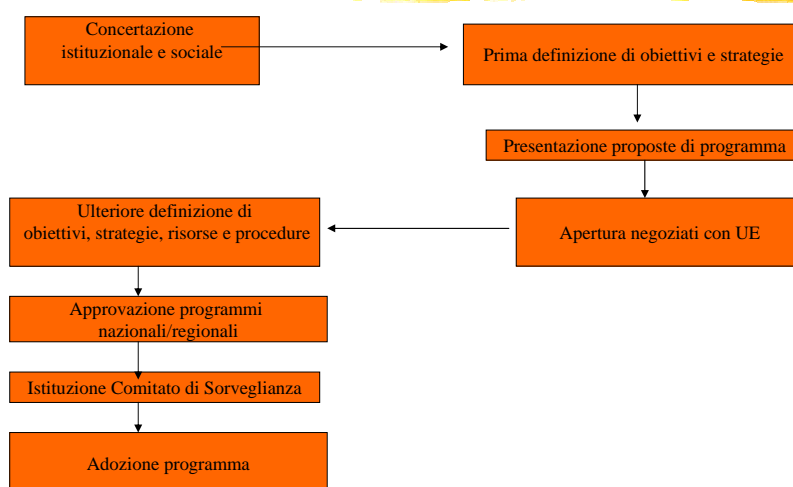 Concertazione
istituzionale e sociale
Prima definizione di obiettivi e strategie
Presentazione proposte di programma
Apertura negoziati con UE
Ulteriore definizione di
obiettivi, strategie, risorse e procedure
Approvazione programmi
nazionali/regionali
Istituzione Comitato di Sorveglianza
Adozione programma